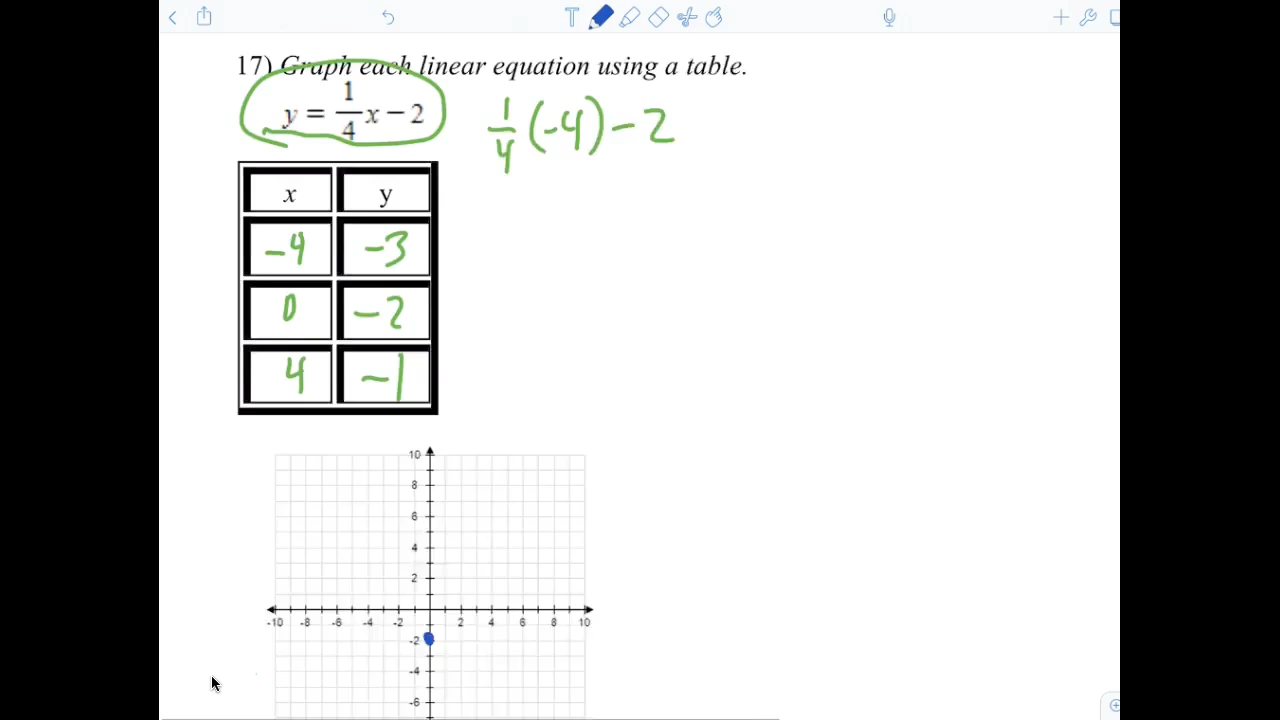 17) Graph each linear equation using a table.
y = 1/4 x − 2
1/4 (-4) - 2
x y
-4 -3
0 -2
4 -1
10
8
6
4
2
-10 -8 -6 -4 -2 2 4 6 8 10
-2
-4
-6